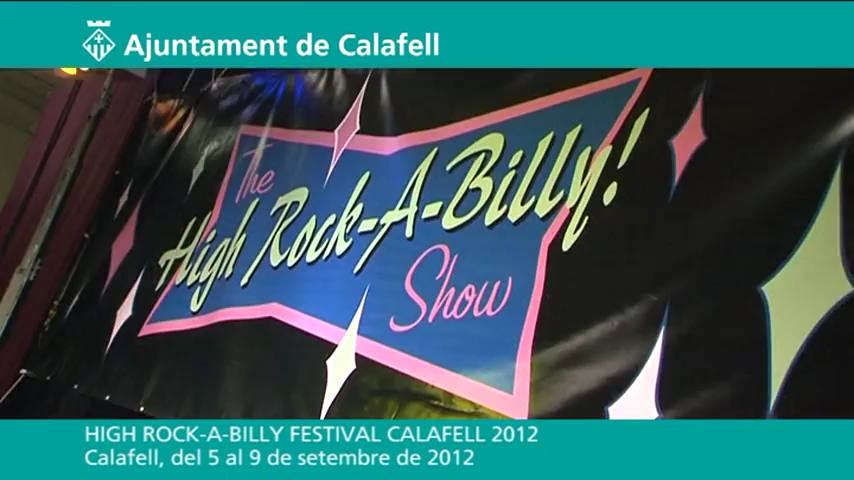 Ajuntament de Calafell
The
High Rock-A-Billy!
Show
HIGH ROCK-A-BILLY FESTIVAL CALAFELL 2012
Calafell, del 5 al 9 de setembre de 2012